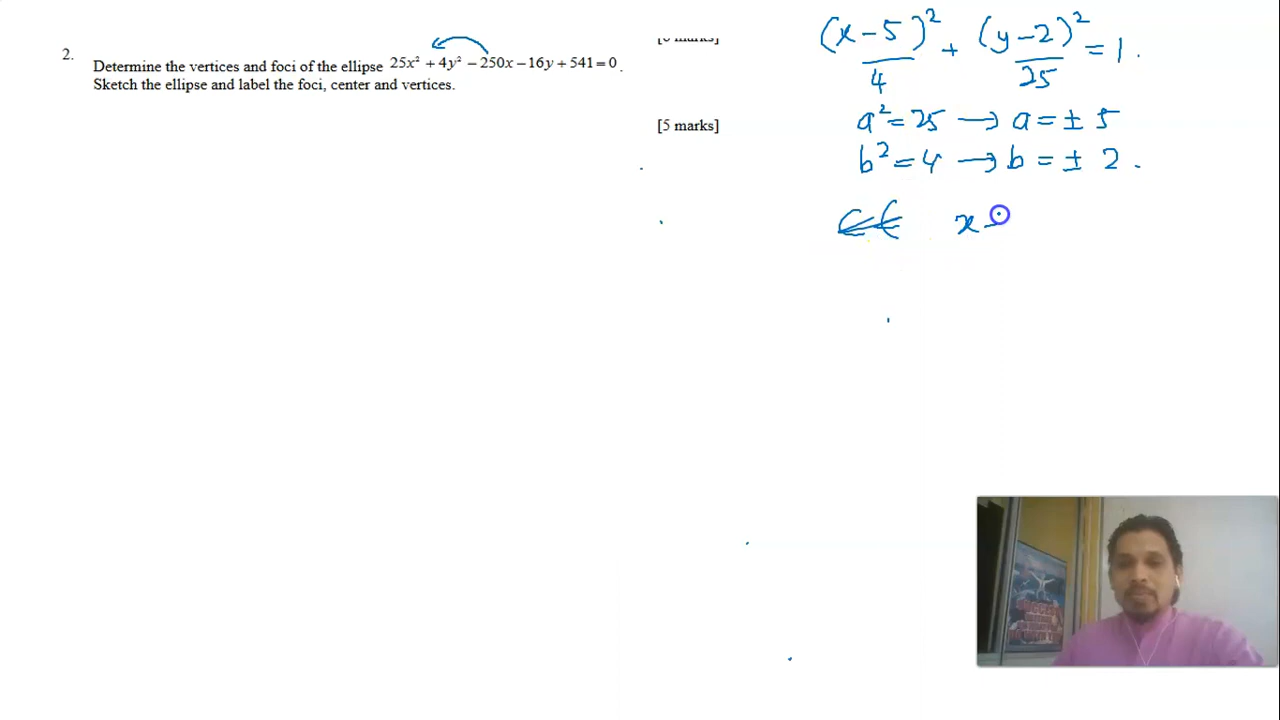 2.
Determine the vertices and foci of the ellipse 25x² + 4y² − 250x − 16y + 541 = 0.
Sketch the ellipse and label the foci, center and vertices.
[5 marks]
(x − 5)²/4 + (y − 2)²/25 = 1.
a² = 25 → a = ± 5
b² = 4 → b = ± 2.
x
SUCCESS